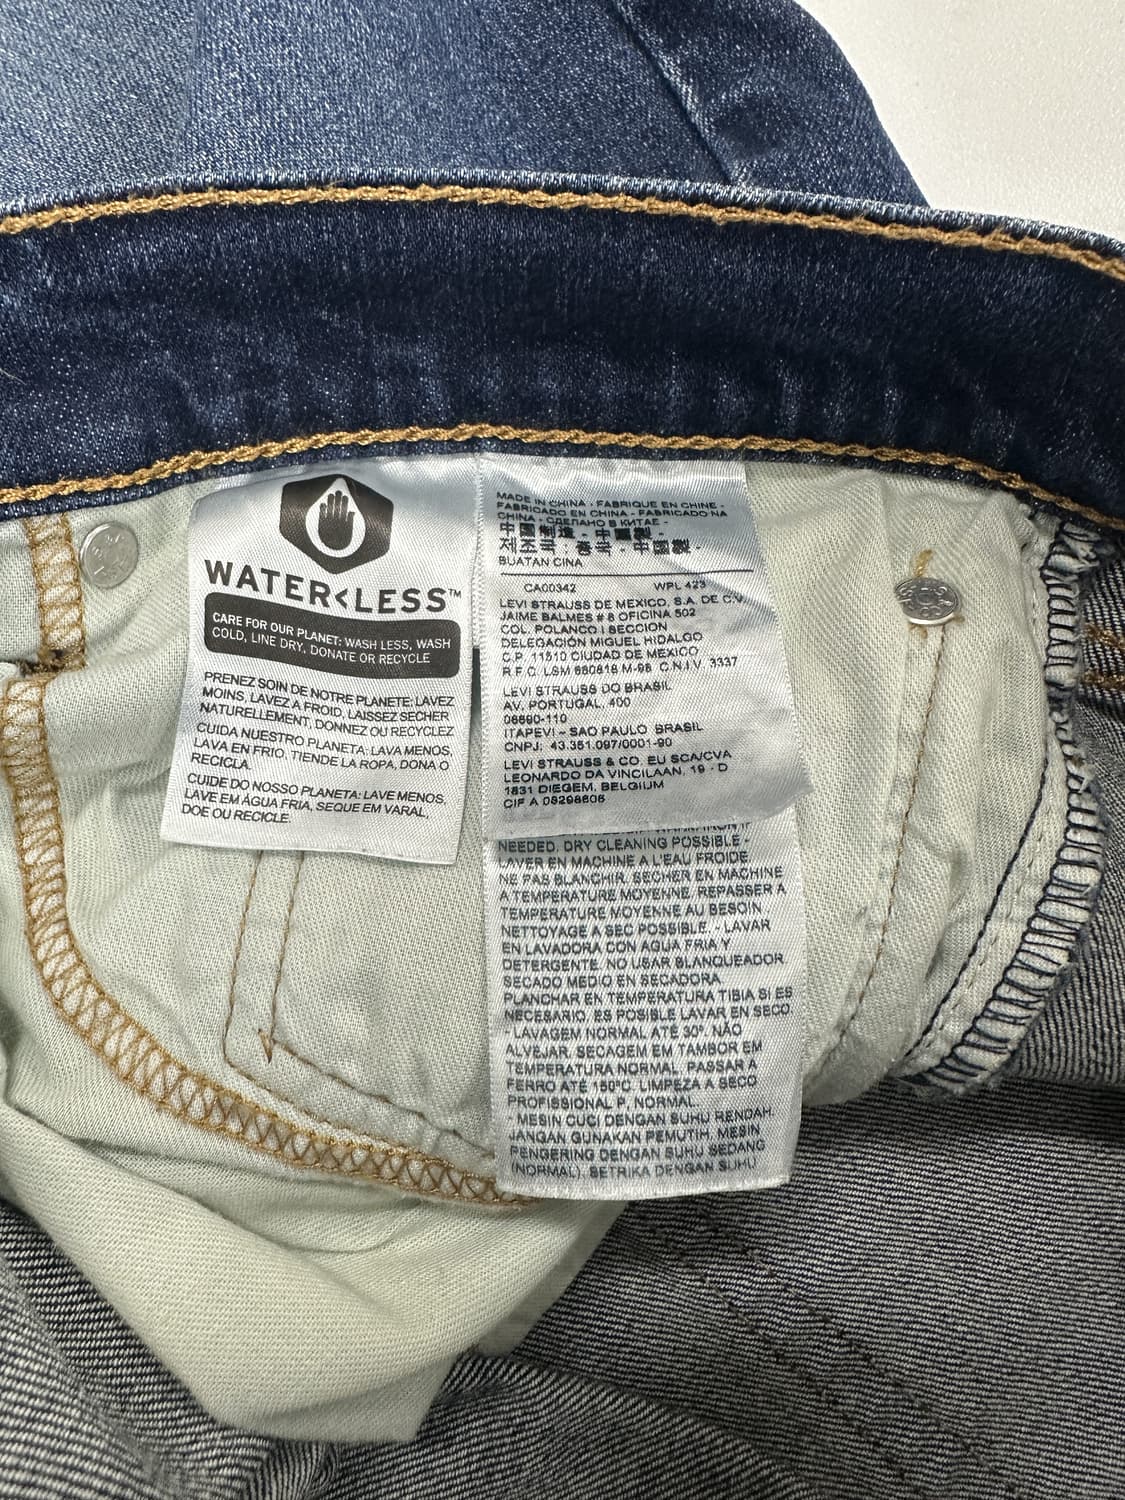 WATER<LESS™
CARE FOR OUR PLANET: WASH LESS, WASH
COLD, LINE DRY, DONATE OR RECYCLE
PRENEZ SOIN DE NOTRE PLANETE: LAVEZ
MOINS, LAVEZ A FROID, LAISSEZ SECHER
NATURELLEMENT, DONNEZ OU RECYCLEZ
CUIDA NUESTRO PLANETA: LAVA MENOS,
LAVA EN FRIO, TIENDE LA ROPA, DONA O
RECICLA.
CUIDE DO NOSSO PLANETA: LAVE MENOS,
LAVE EM ÁGUA FRIA, SEQUE EM VARAL,
DOE OU RECICLE.
MADE IN CHINA - FABRIQUE EN CHINE -
FABRICADO EN CHINA - FABRICADO NA
CHINA - СДЕЛАНО В КИТАЕ -
中國製造 - 中國製 -
제조국 : 중국 - 中国製 -
BUATAN CINA
CA00342 WPL 423
LEVI STRAUSS DE MEXICO, S.A. DE C.V.
JAIME BALMES # 8 OFICINA 502
COL. POLANCO I SECCION
DELEGACIÓN MIGUEL HIDALGO
C.P. 11510 CIUDAD DE MEXICO
R.F.C. LSM 860818 M-98 C.N.I.V. 3337
LEVI STRAUSS DO BRASIL
AV. PORTUGAL, 400
06690-110
ITAPEVI – SAO PAULO BRASIL
CNPJ: 43.351.097/0001-90
LEVI STRAUSS & CO. EU SCA/CVA
LEONARDO DA VINCILAAN, 19 - D
1831 DIEGEM, BELGIUM
CIF A 08298606
NEEDED. DRY CLEANING POSSIBLE -
LAVER EN MACHINE A L'EAU FROIDE
NE PAS BLANCHIR. SECHER EN MACHINE
A TEMPERATURE MOYENNE. REPASSER A
TEMPERATURE MOYENNE AU BESOIN
NETTOYAGE A SEC POSSIBLE. - LAVAR
EN LAVADORA CON AGUA FRIA Y
DETERGENTE. NO USAR BLANQUEADOR
SECADO MEDIO EN SECADORA
PLANCHAR EN TEMPERATURA TIBIA SI ES
NECESARIO. ES POSIBLE LAVAR EN SECO.
- LAVAGEM NORMAL ATÉ 30º. NÃO
ALVEJAR. SECAGEM EM TAMBOR EM
TEMPERATURA NORMAL. PASSAR A
FERRO ATÉ 150ºC. LIMPEZA A SECO
PROFISSIONAL P, NORMAL.
- MESIN CUCI DENGAN SUHU RENDAH.
JANGAN GUNAKAN PEMUTIH. MESIN
PENGERING DENGAN SUHU SEDANG
(NORMAL). SETRIKA DENGAN SUHU